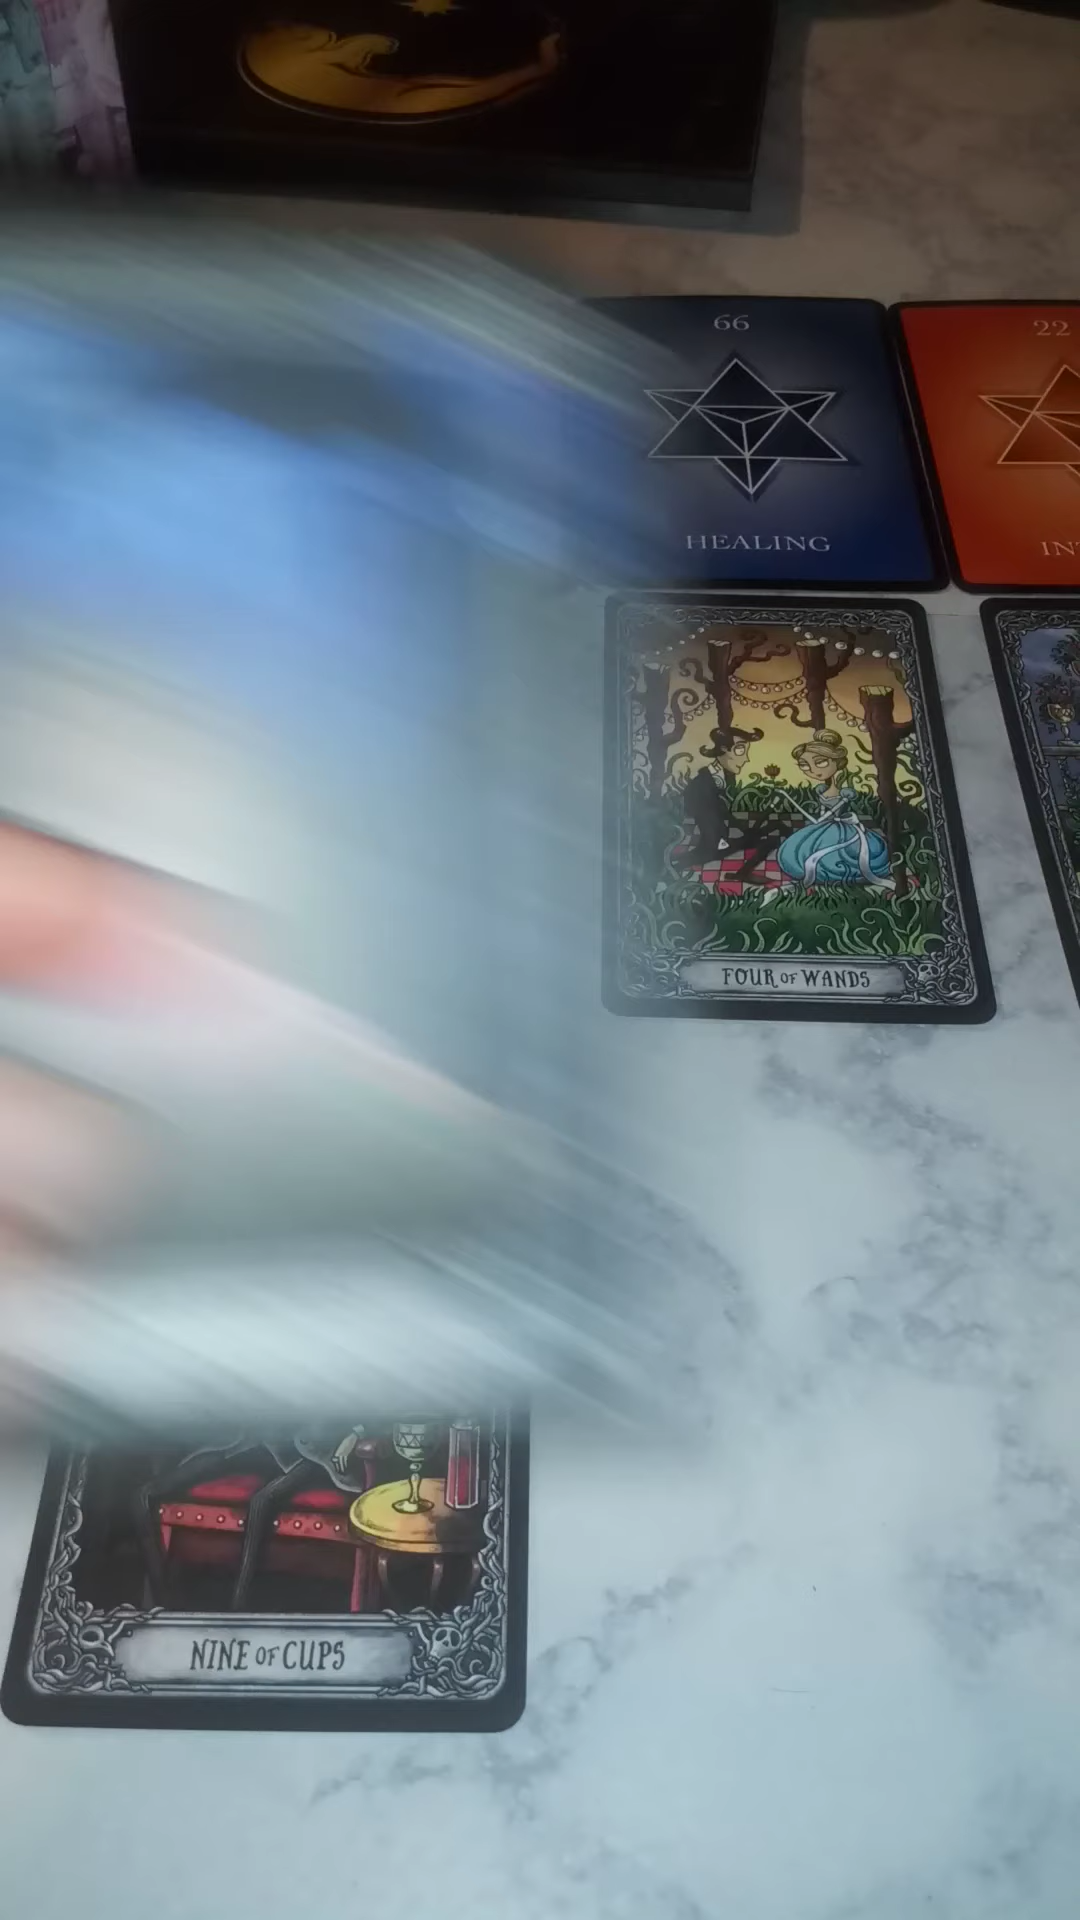 66
HEALING
22
FOUR OF WANDS
NINE OF CUPS